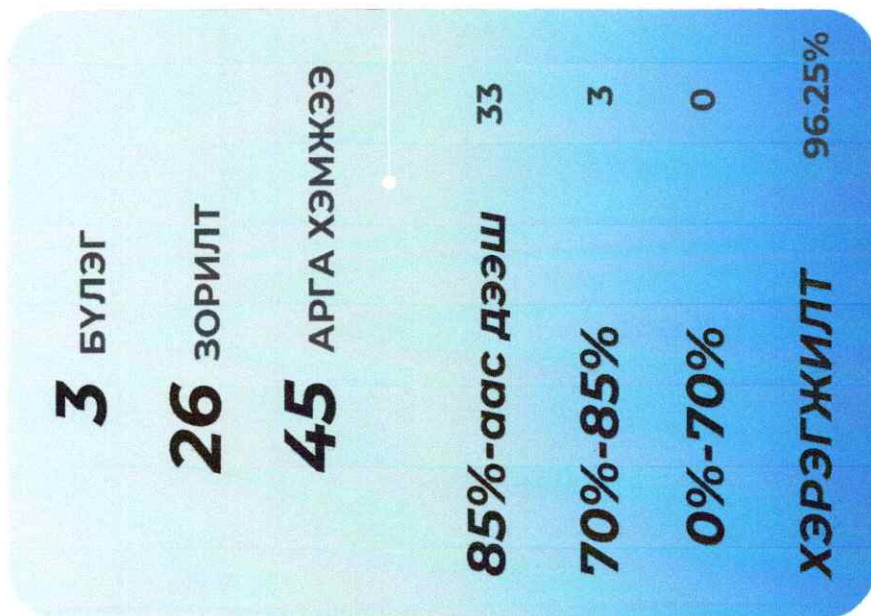 3 БҮЛЭГ
26 ЗОРИЛТ
45 АРГА ХЭМЖЭЭ
85%-аас дээш 33
70%-85% 3
0%-70% 0
ХЭРЭГЖИЛТ 96.25%